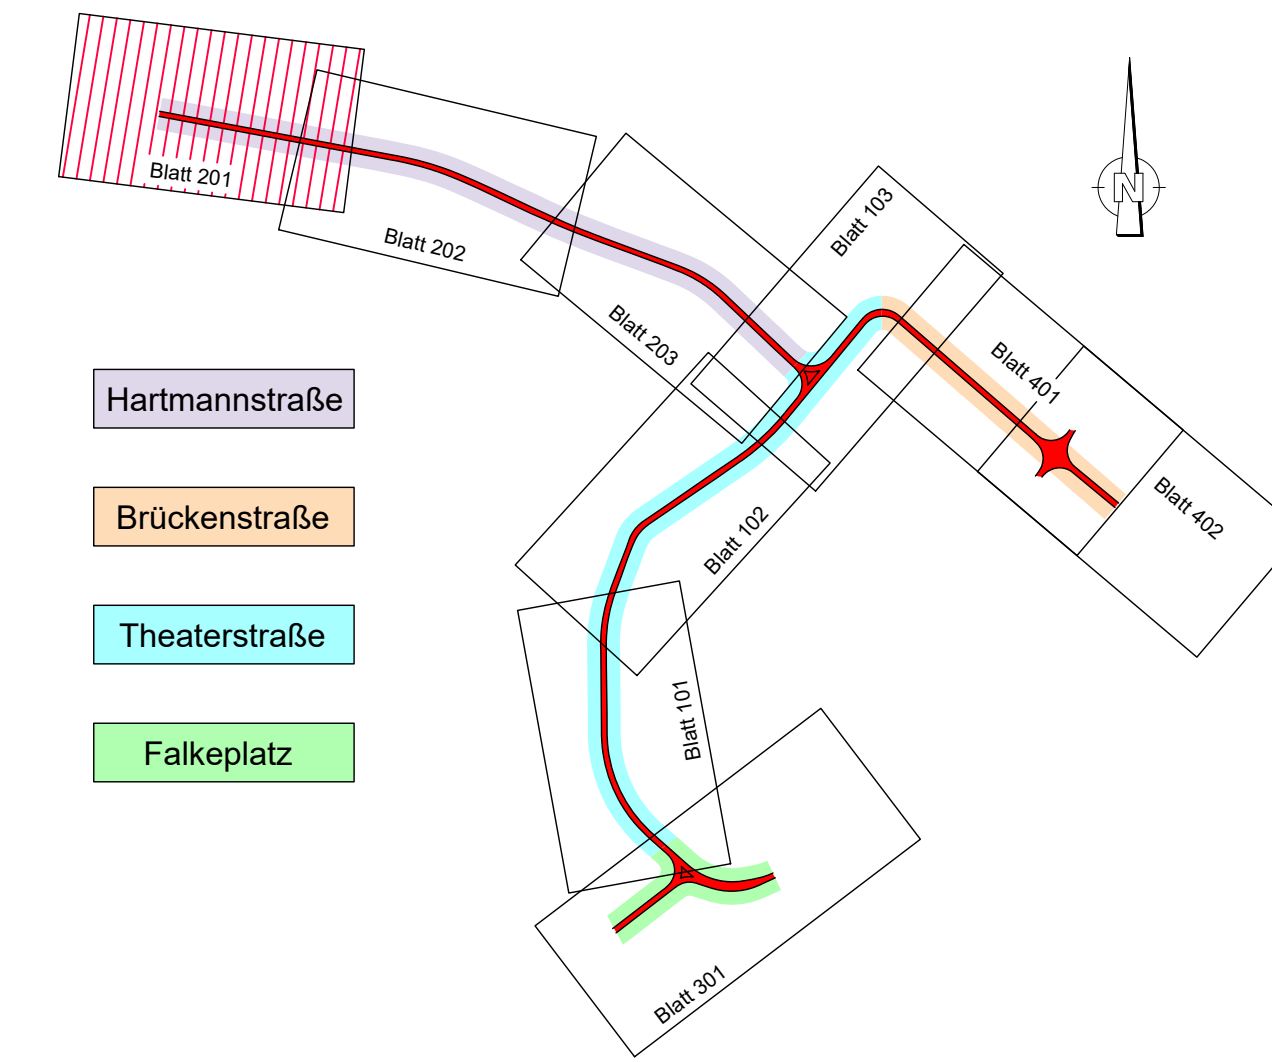 Blatt 201
Blatt 202
Blatt 103
N
Blatt 203
Blatt 401
Hartmannstraße
Blatt 402
Brückenstraße
Blatt 102
Theaterstraße
Blatt 101
Falkeplatz
Blatt 301